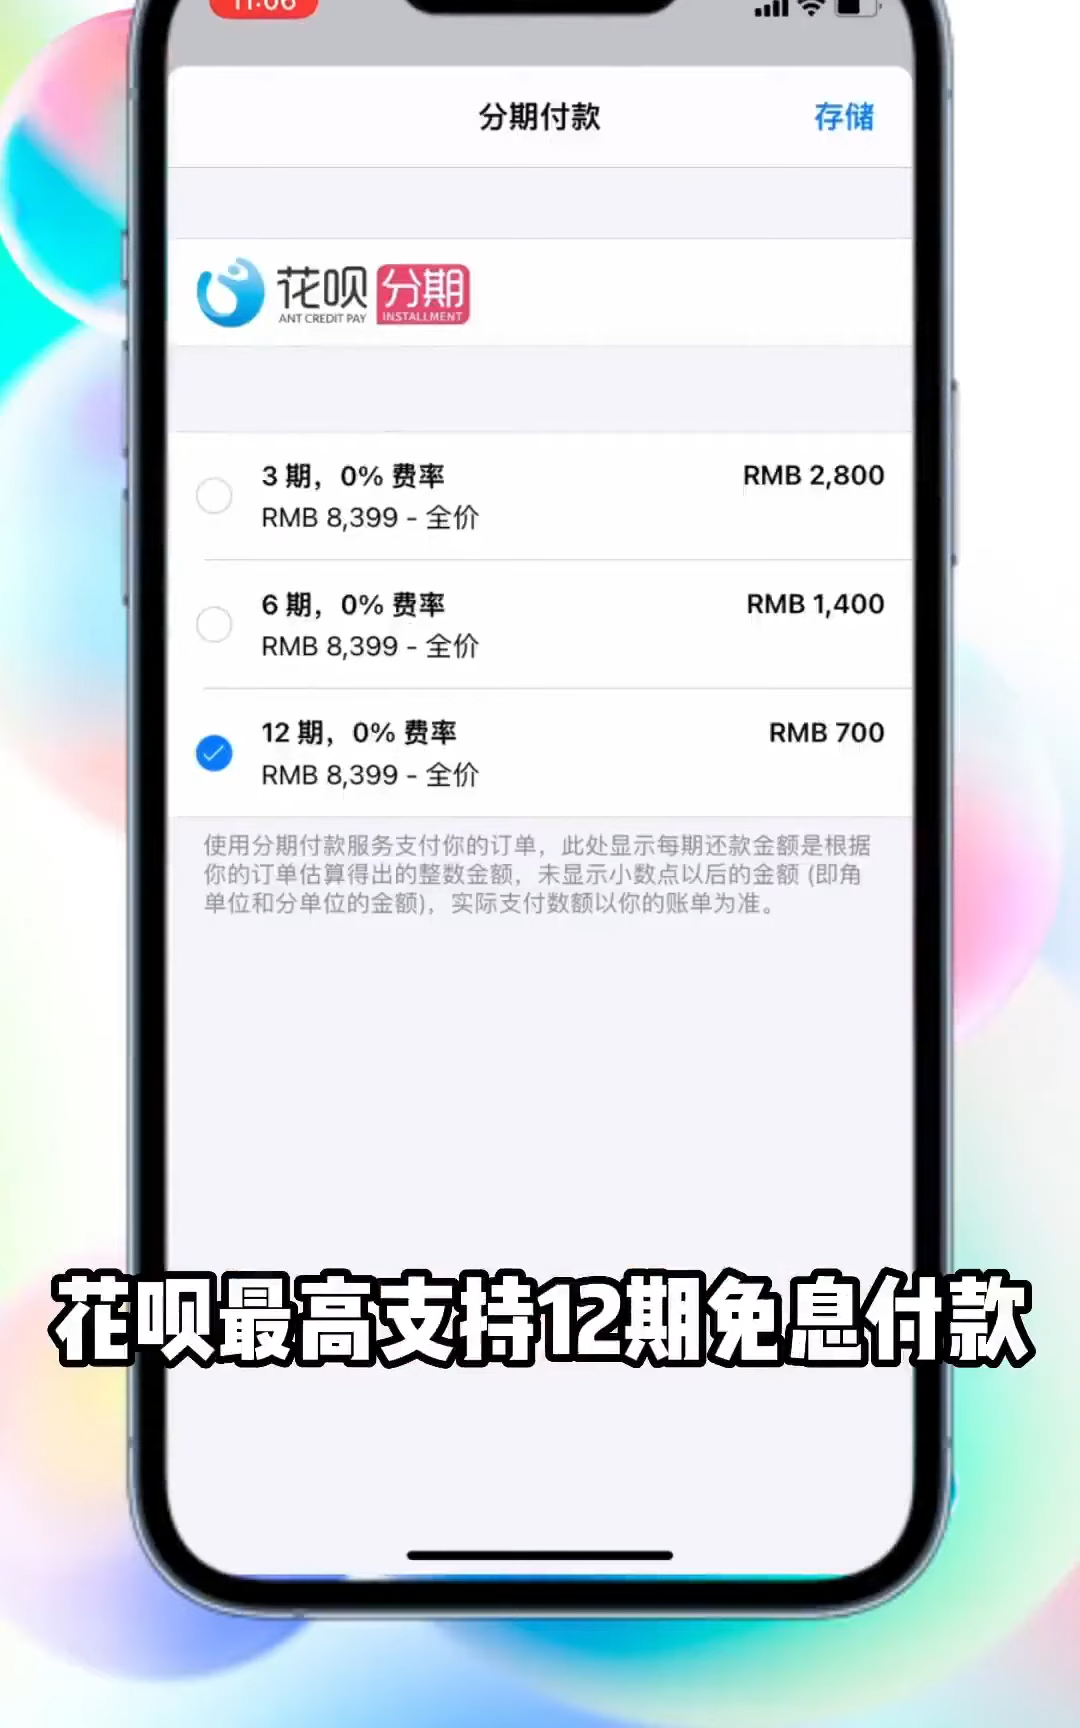 11:06
分期付款
存储
花呗 分期
ANT CREDIT PAY INSTALLMENT
3 期，0% 费率
RMB 2,800
RMB 8,399 - 全价
6 期，0% 费率
RMB 1,400
RMB 8,399 - 全价
12 期，0% 费率
RMB 700
RMB 8,399 - 全价
使用分期付款服务支付你的订单，此处显示每期还款金额是根据
你的订单估算得出的整数金额，未显示小数点以后的金额 (即角
单位和分单位的金额)，实际支付数额以你的账单为准。
花呗最高支持12期免息付款